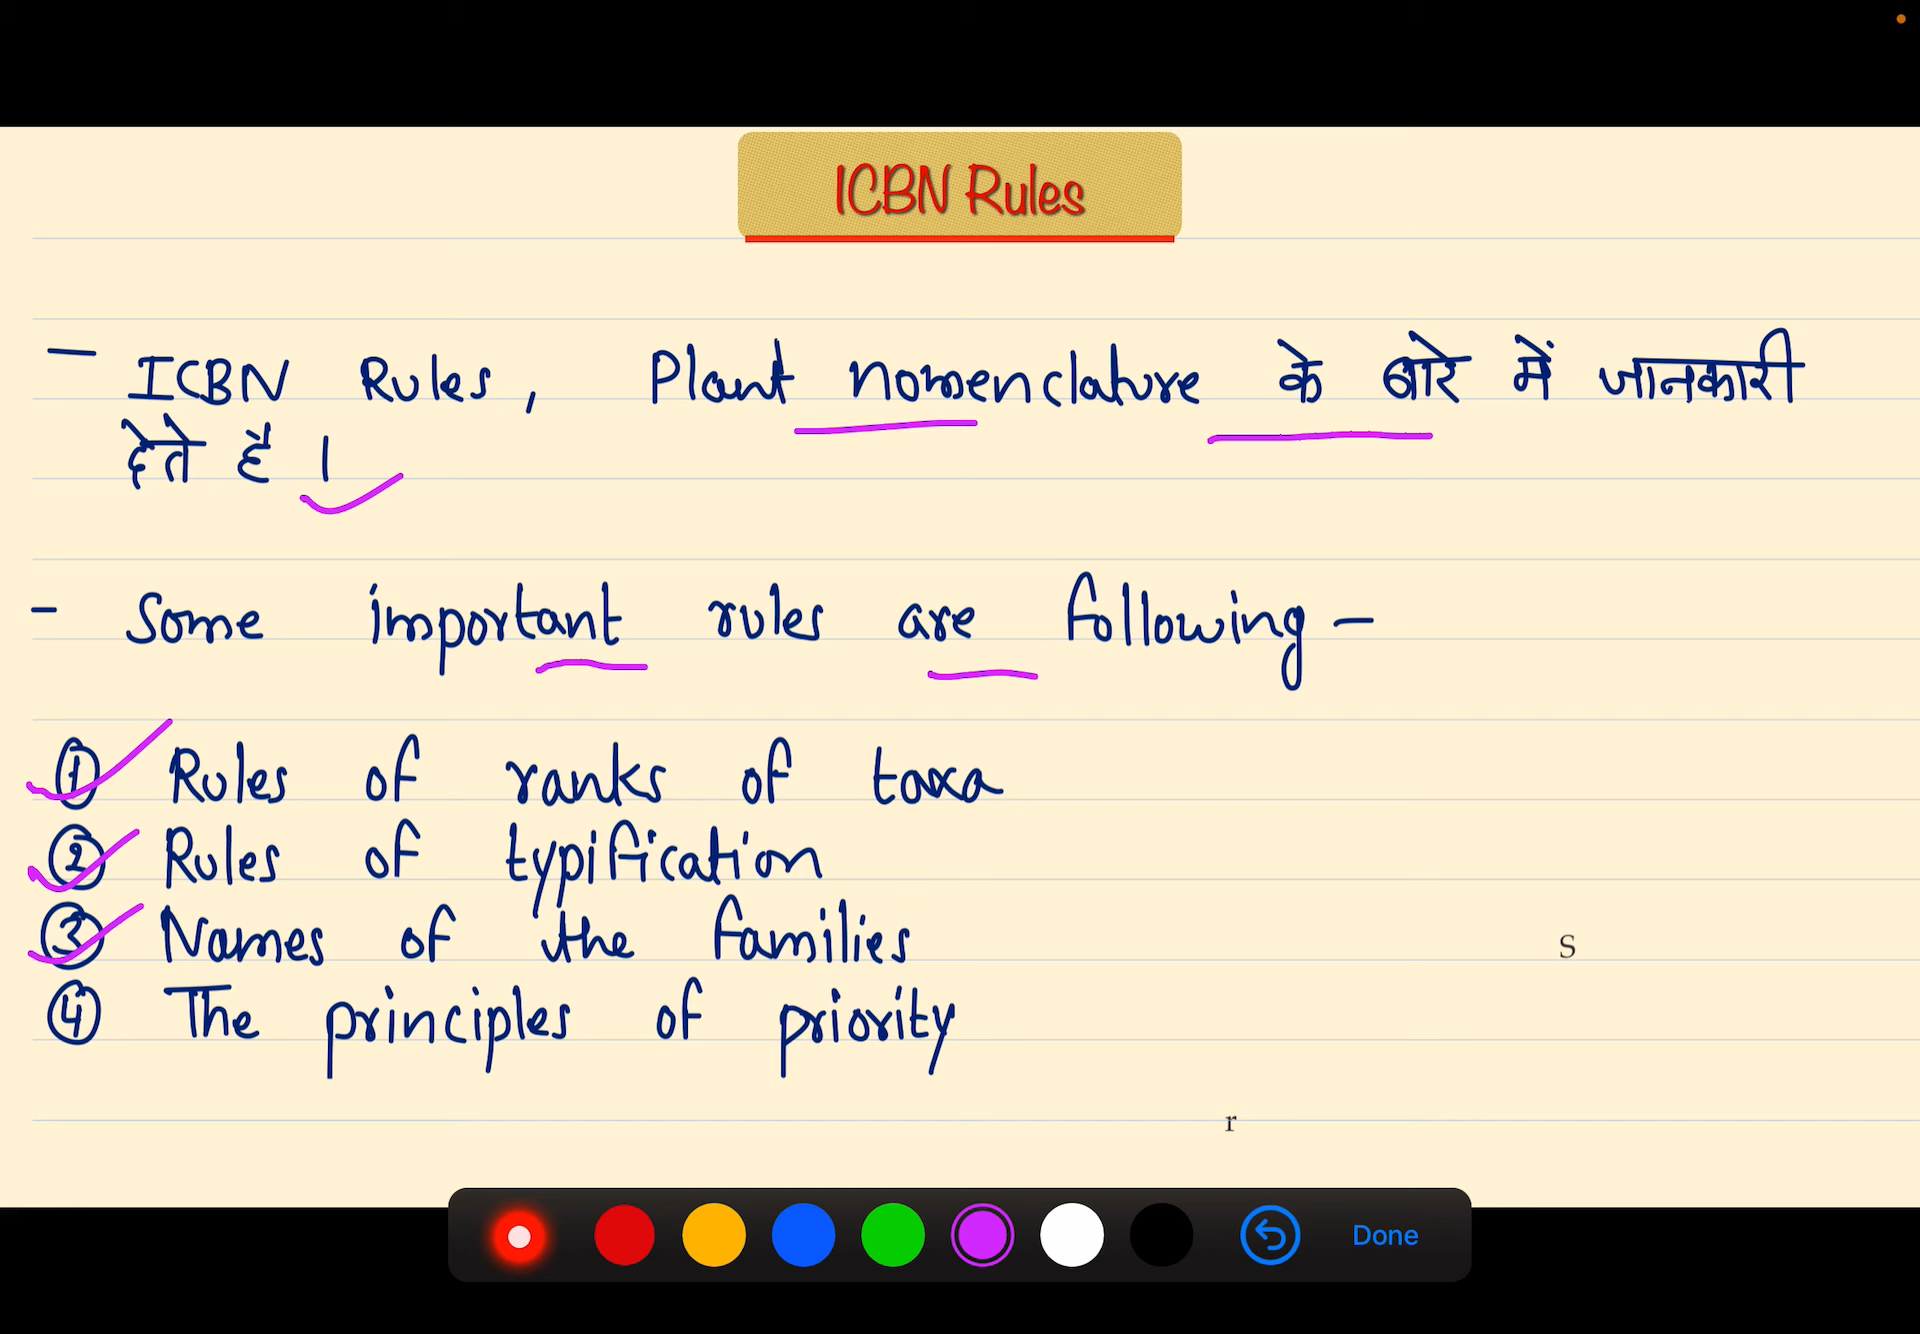 ICBN Rules
- ICBN Rules, Plant nomenclature के बारे में जानकारी
देते हैं ।
- Some important rules are following -
① Rules of ranks of taxa
② Rules of typification
③ Names of the families
S
④ The principles of priority
r
Done